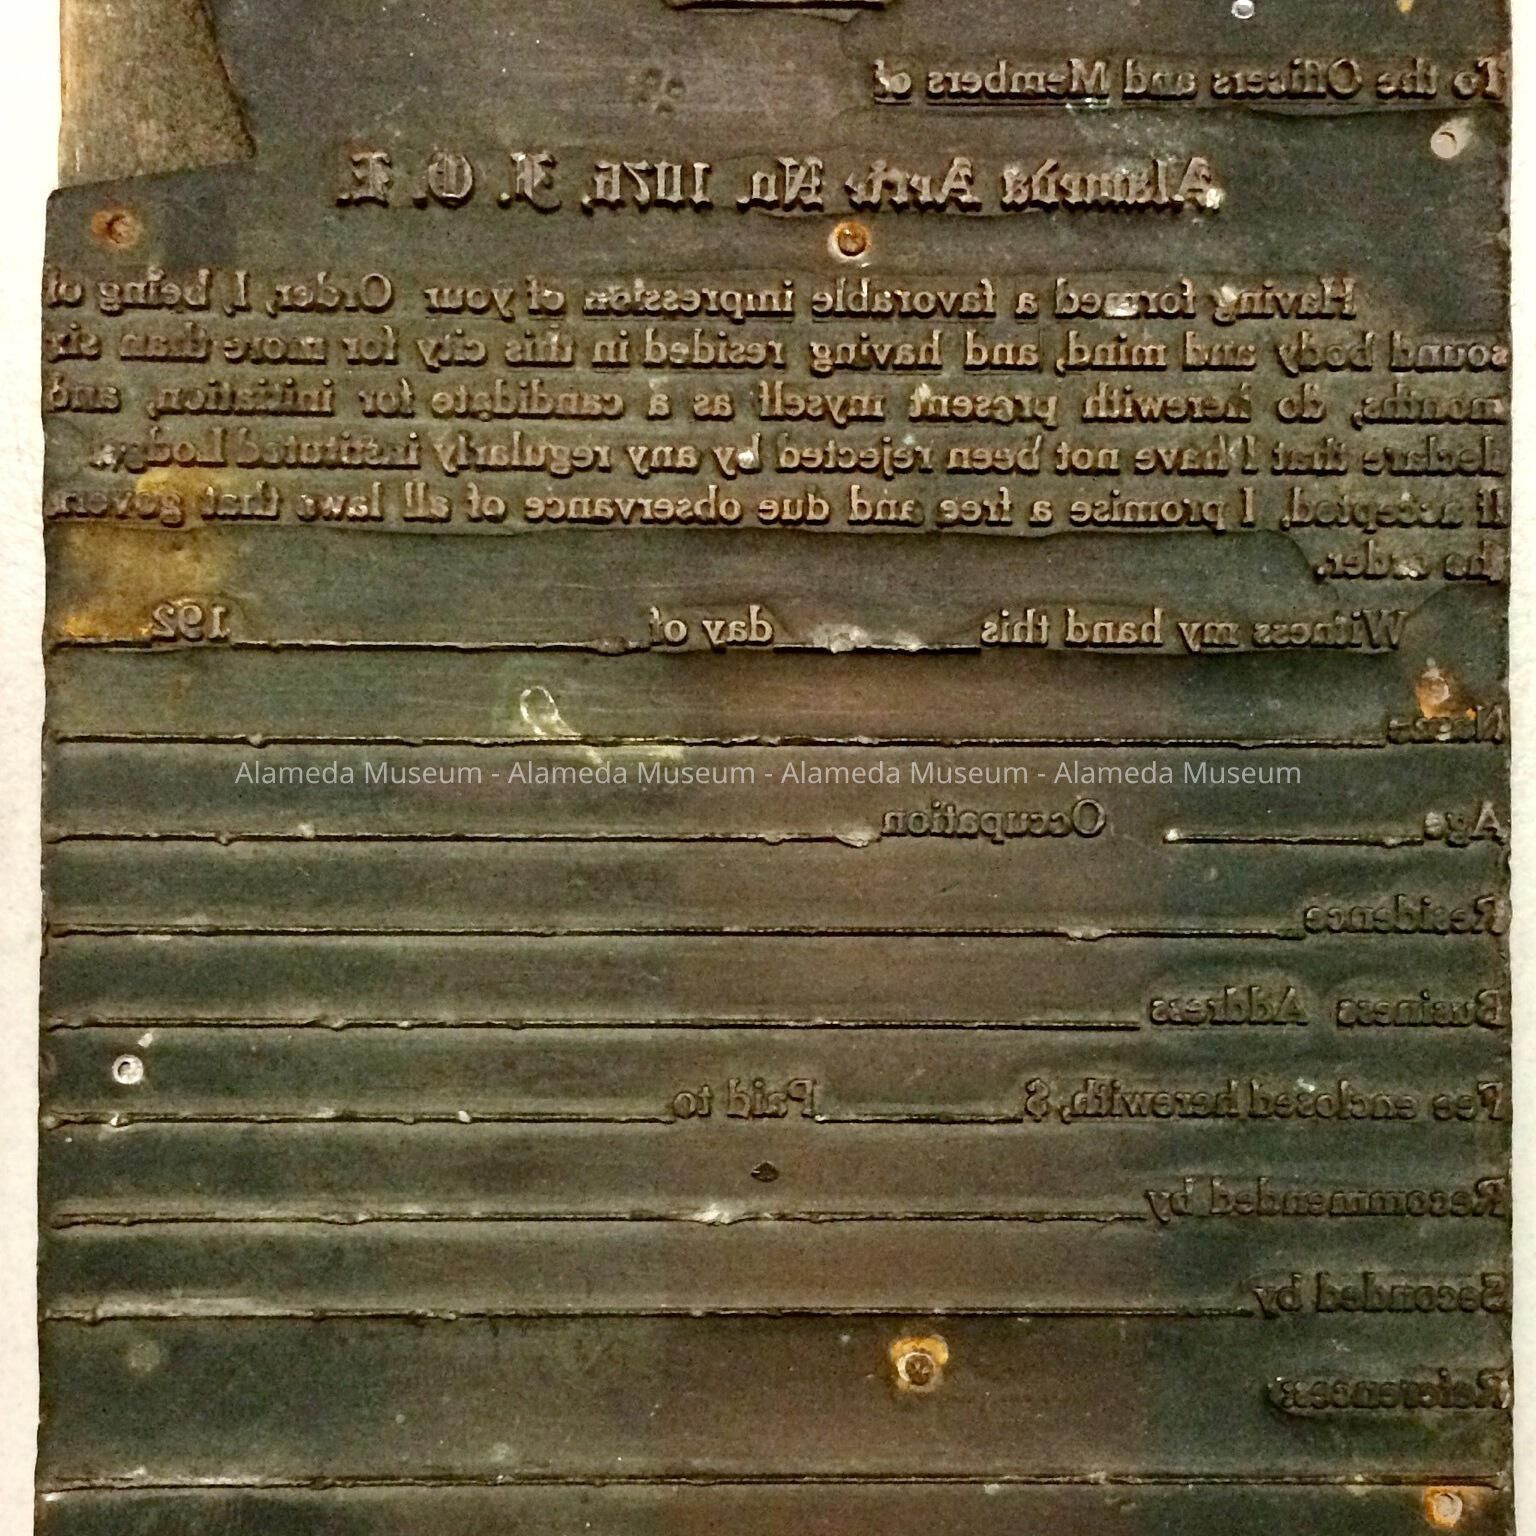 To the Officers and Members of
Alameda Aerie No. 1076, F. O. E.
Having formed a favorable impression of your Order, I, being of
sound body and mind, and having resided in this city for more than six
months, do herewith present myself as a candidate for initiation, and
declare that I have not been rejected by any regularly instituted Lodge.
If accepted, I promise a free and due observance of all laws that govern
the order.
Witness my hand this ________ day of ________ 192____
Name
Age ________ Occupation
Residence
Business Address
Fee enclosed herewith, $ ________ Paid to
Recommended by
Seconded by
References
Alameda Museum - Alameda Museum - Alameda Museum - Alameda Museum